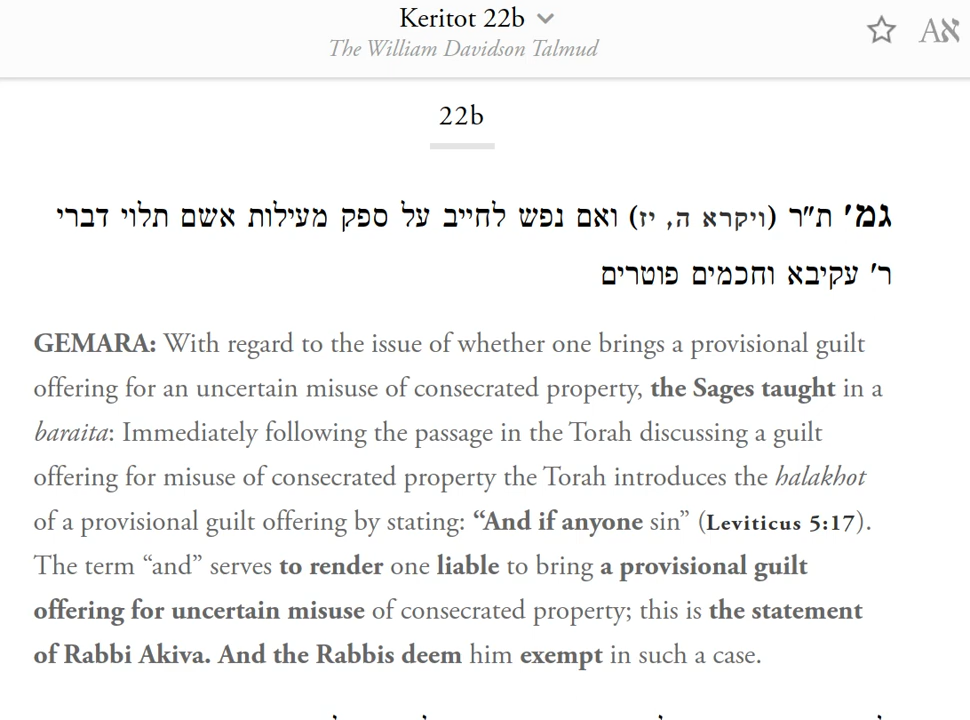 Keritot 22b
The William Davidson Talmud
Aא
22b
גמ׳ ת״ר (ויקרא ה, יז) ואם נפש לחייב על ספק מעילות אשם תלוי דברי
ר׳ עקיבא וחכמים פוטרים
GEMARA: With regard to the issue of whether one brings a provisional guilt
offering for an uncertain misuse of consecrated property, the Sages taught in a
baraita: Immediately following the passage in the Torah discussing a guilt
offering for misuse of consecrated property the Torah introduces the halakhot
of a provisional guilt offering by stating: “And if anyone sin” (Leviticus 5:17).
The term “and” serves to render one liable to bring a provisional guilt
offering for uncertain misuse of consecrated property; this is the statement
of Rabbi Akiva. And the Rabbis deem him exempt in such a case.